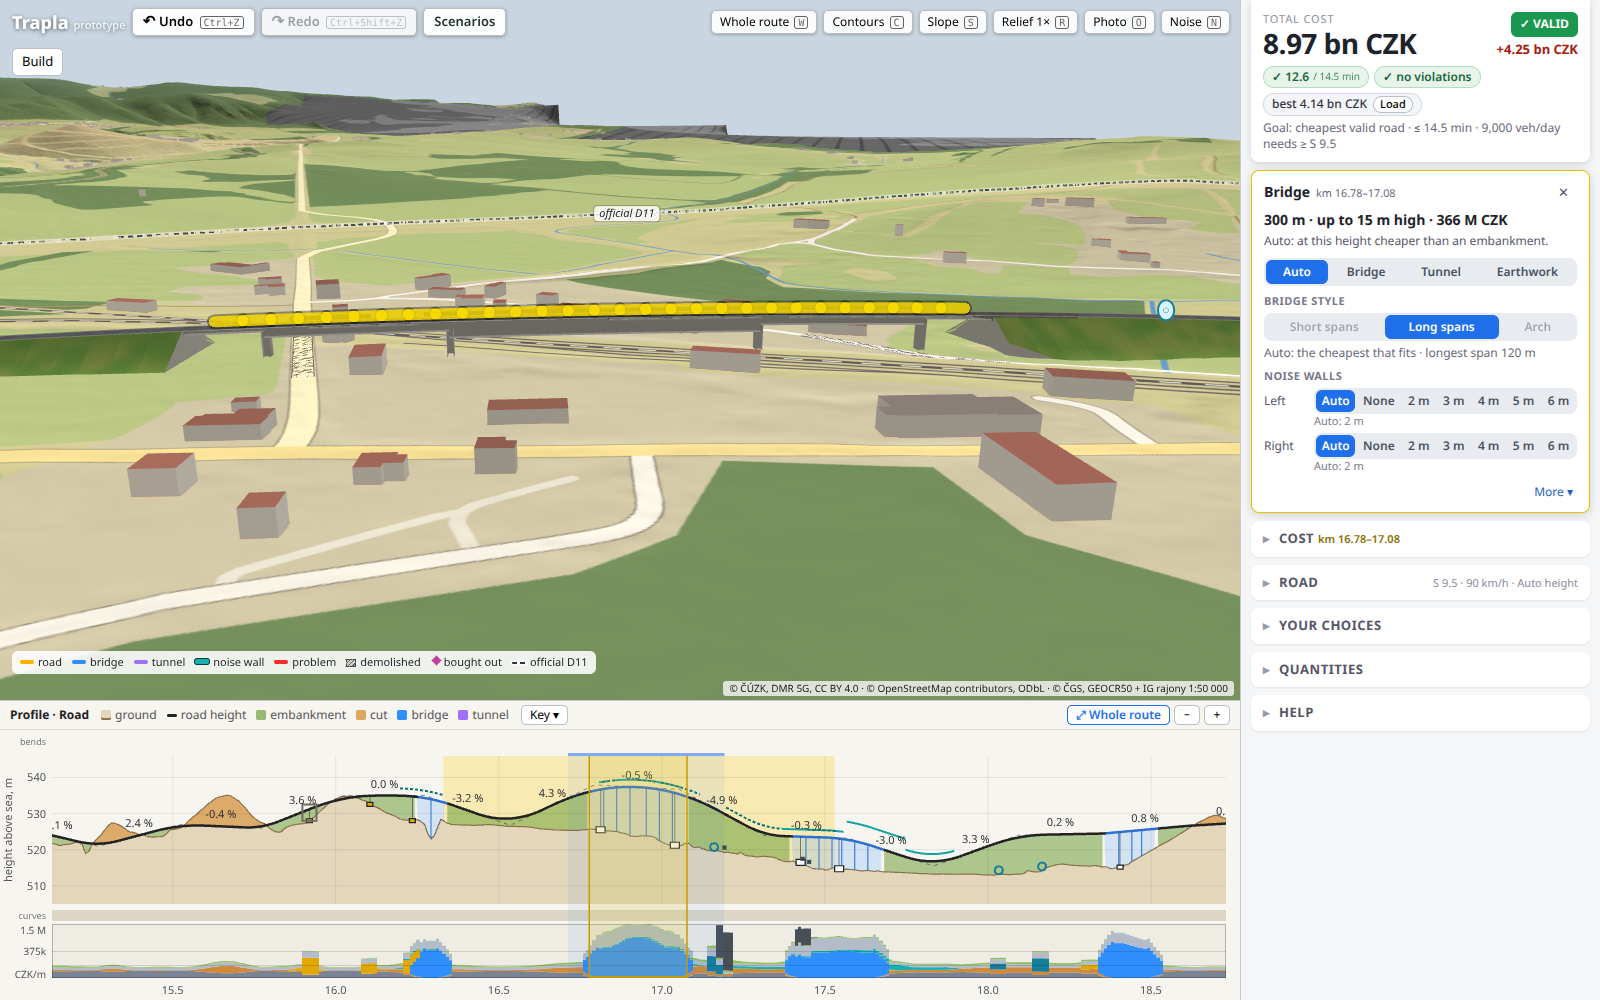 Trapla prototype
↶ Undo Ctrl+Z
↷ Redo Ctrl+Shift+Z
Scenarios
Whole route W
Contours C
Slope S
Relief 1× R
Photo O
Noise N
Build
official D11
road bridge tunnel noise wall problem demolished bought out official D11
© ČÚZK, DMR 5G, CC BY 4.0 · © OpenStreetMap contributors, ODbL · © ČGS, GEOCR50 + IG rajony 1:50 000
TOTAL COST
✓ VALID
8.97 bn CZK
+4.25 bn CZK
✓ 12.6 / 14.5 min
✓ no violations
best 4.14 bn CZK Load
Goal: cheapest valid road · ≤ 14.5 min · 9,000 veh/day
needs ≥ S 9.5
Bridge km 16.78–17.08 ✕
300 m · up to 15 m high · 366 M CZK
Auto: at this height cheaper than an embankment.
Auto Bridge Tunnel Earthwork
BRIDGE STYLE
Short spans Long spans Arch
Auto: the cheapest that fits · longest span 120 m
NOISE WALLS
Left Auto None 2 m 3 m 4 m 5 m 6 m
Auto: 2 m
Right Auto None 2 m 3 m 4 m 5 m 6 m
Auto: 2 m
More ▾
▸ COST km 16.78–17.08
▸ ROAD S 9.5 · 90 km/h · Auto height
▸ YOUR CHOICES
▸ QUANTITIES
▸ HELP
Profile · Road ground road height embankment cut bridge tunnel Key ▾
⤢ Whole route − +
bends
height above sea, m
540
530
520
510
.1 %
2.4 %
-0.4 %
3.6 %
0.0 %
-3.2 %
4.3 %
-0.5 %
-4.9 %
-0.3 %
-3.0 %
3.3 %
0.2 %
0.8 %
0.
curves
1.5 M
375k
CZK/m
15.5 16.0 16.5 17.0 17.5 18.0 18.5